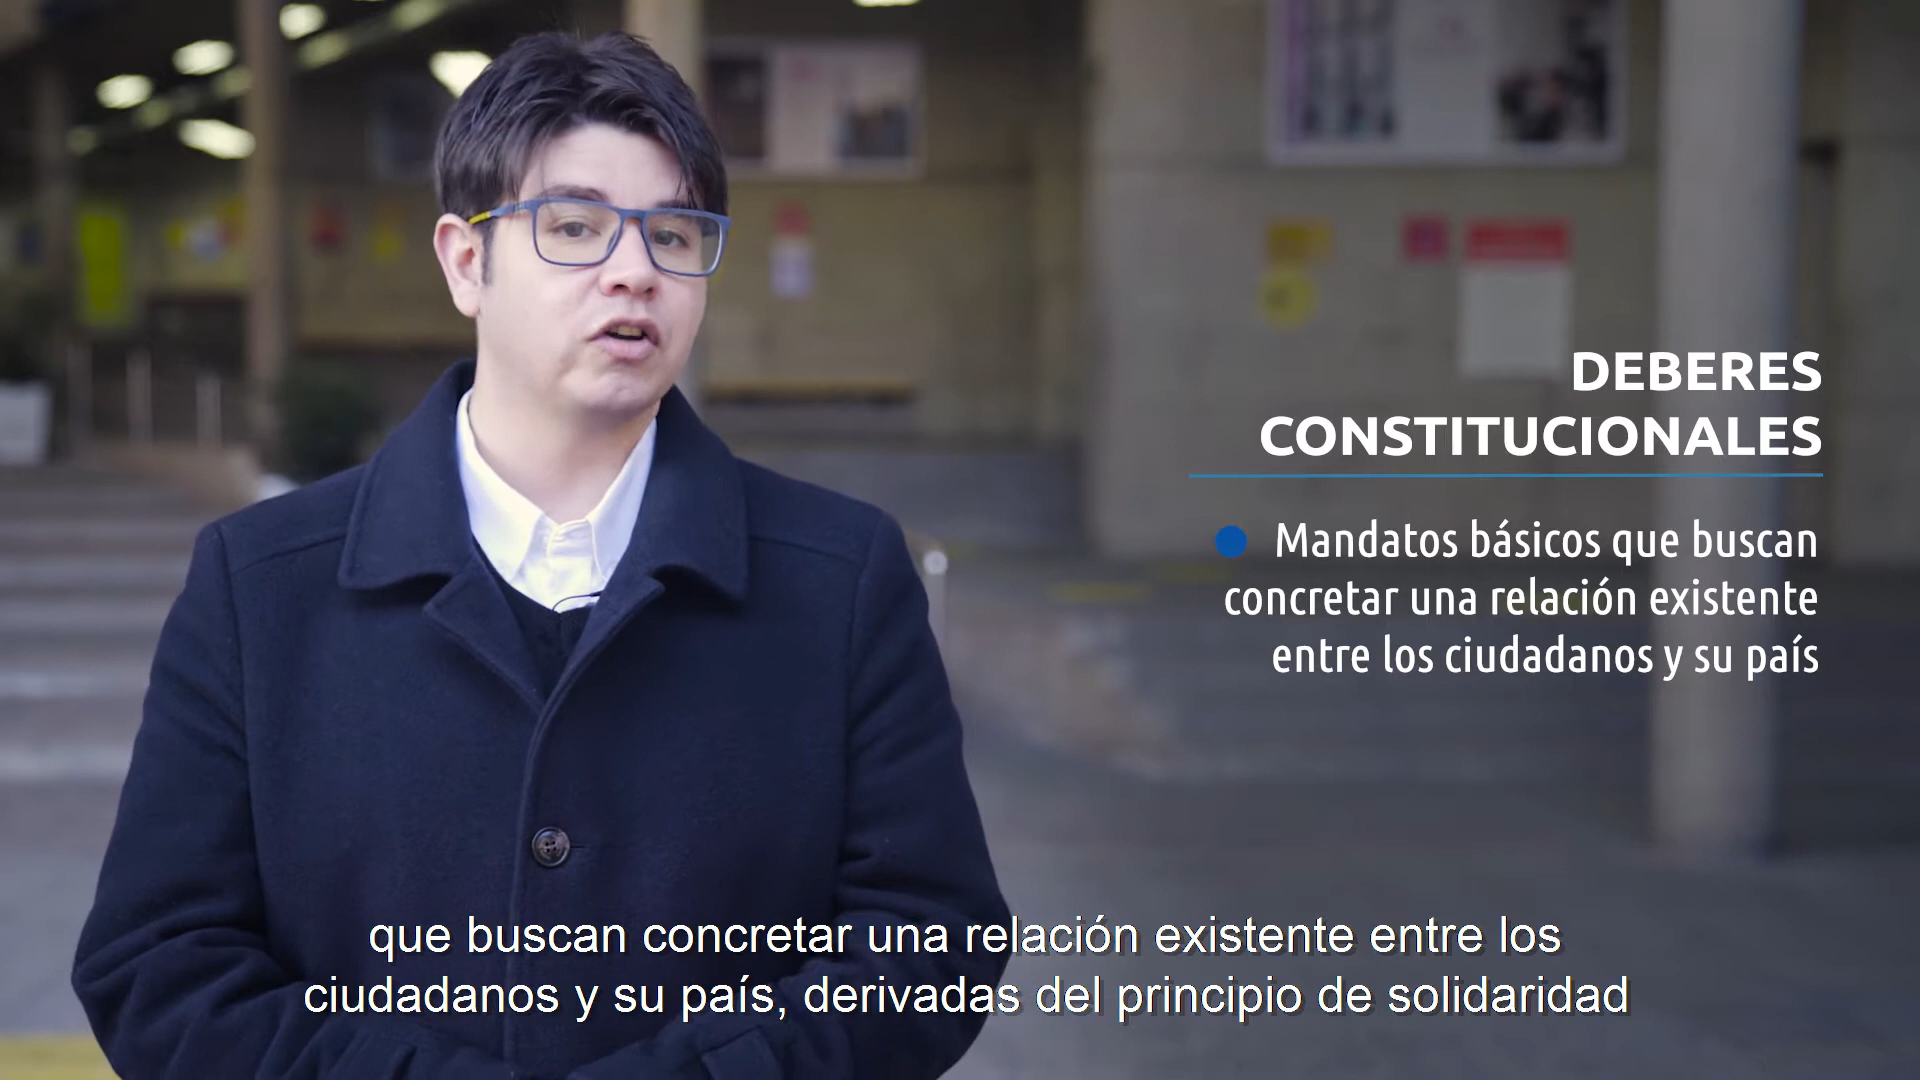 DEBERES
CONSTITUCIONALES
Mandatos básicos que buscan
concretar una relación existente
entre los ciudadanos y su país
que buscan concretar una relación existente entre los
ciudadanos y su país, derivadas del principio de solidaridad